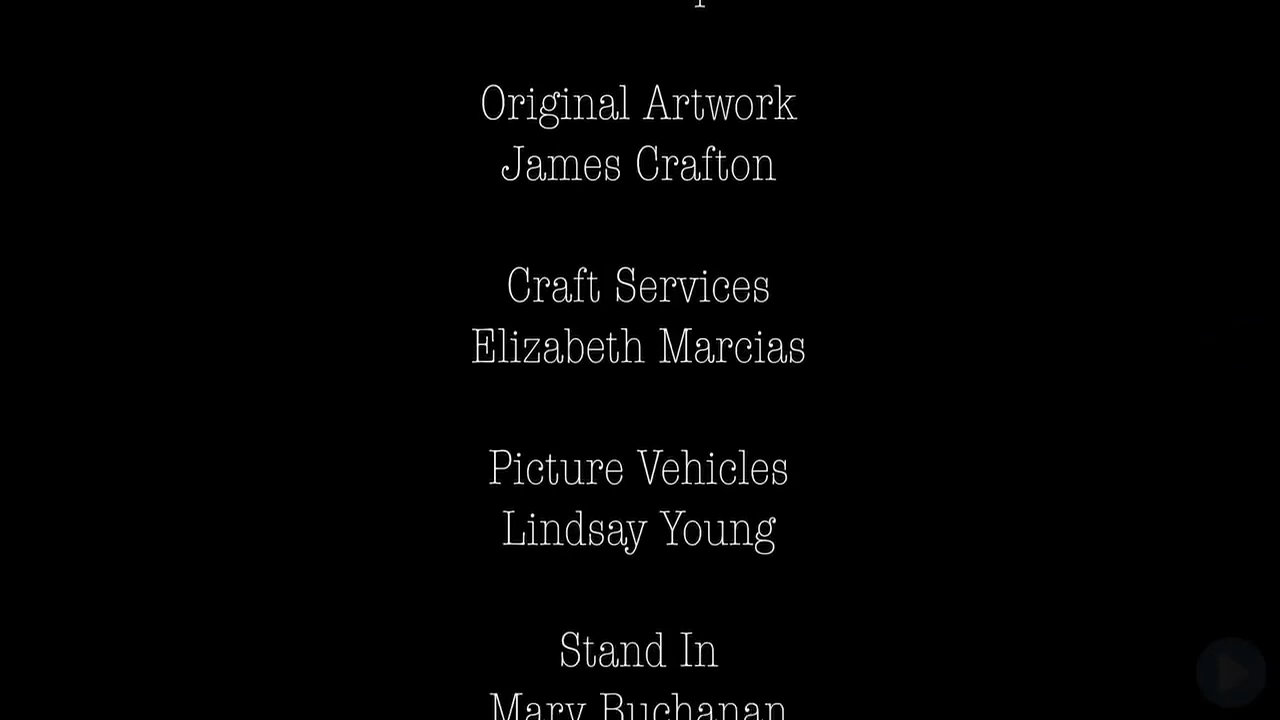 Original Artwork
James Crafton
Craft Services
Elizabeth Marcias
Picture Vehicles
Lindsay Young
Stand In
Mary Buchanan